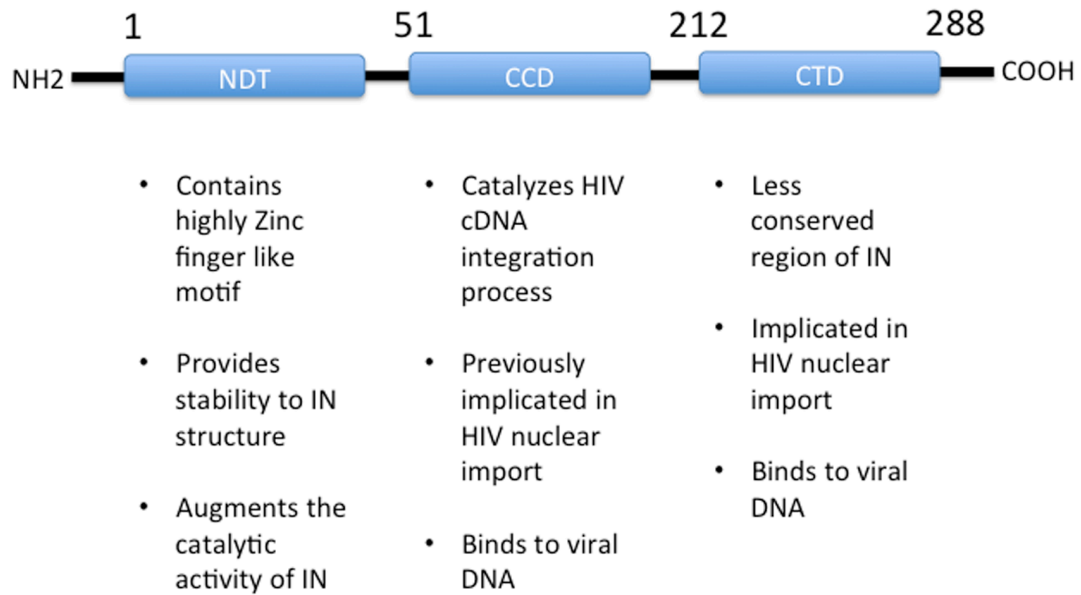 1 51 212 288
NH2 NDT CCD CTD COOH
• Contains
highly Zinc
finger like
motif
• Provides
stability to IN
structure
• Augments the
catalytic
activity of IN
• Catalyzes HIV
cDNA
integration
process
• Previously
implicated in
HIV nuclear
import
• Binds to viral
DNA
• Less
conserved
region of IN
• Implicated in
HIV nuclear
import
• Binds to viral
DNA